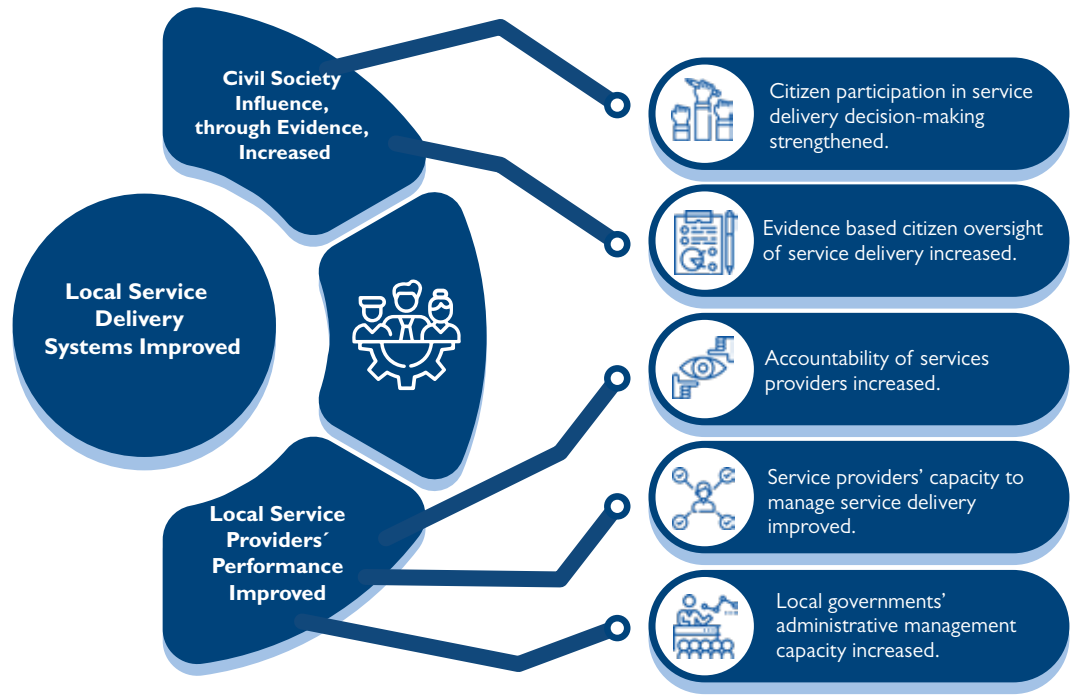 Civil Society
Influence,
through Evidence,
Increased
Local Service
Delivery
Systems Improved
Local Service
Providers´
Performance
Improved
Citizen participation in service
delivery decision-making
strengthened.
Evidence based citizen oversight
of service delivery increased.
Accountability of services
providers increased.
Service providers’ capacity to
manage service delivery
improved.
Local governments’
administrative management
capacity increased.